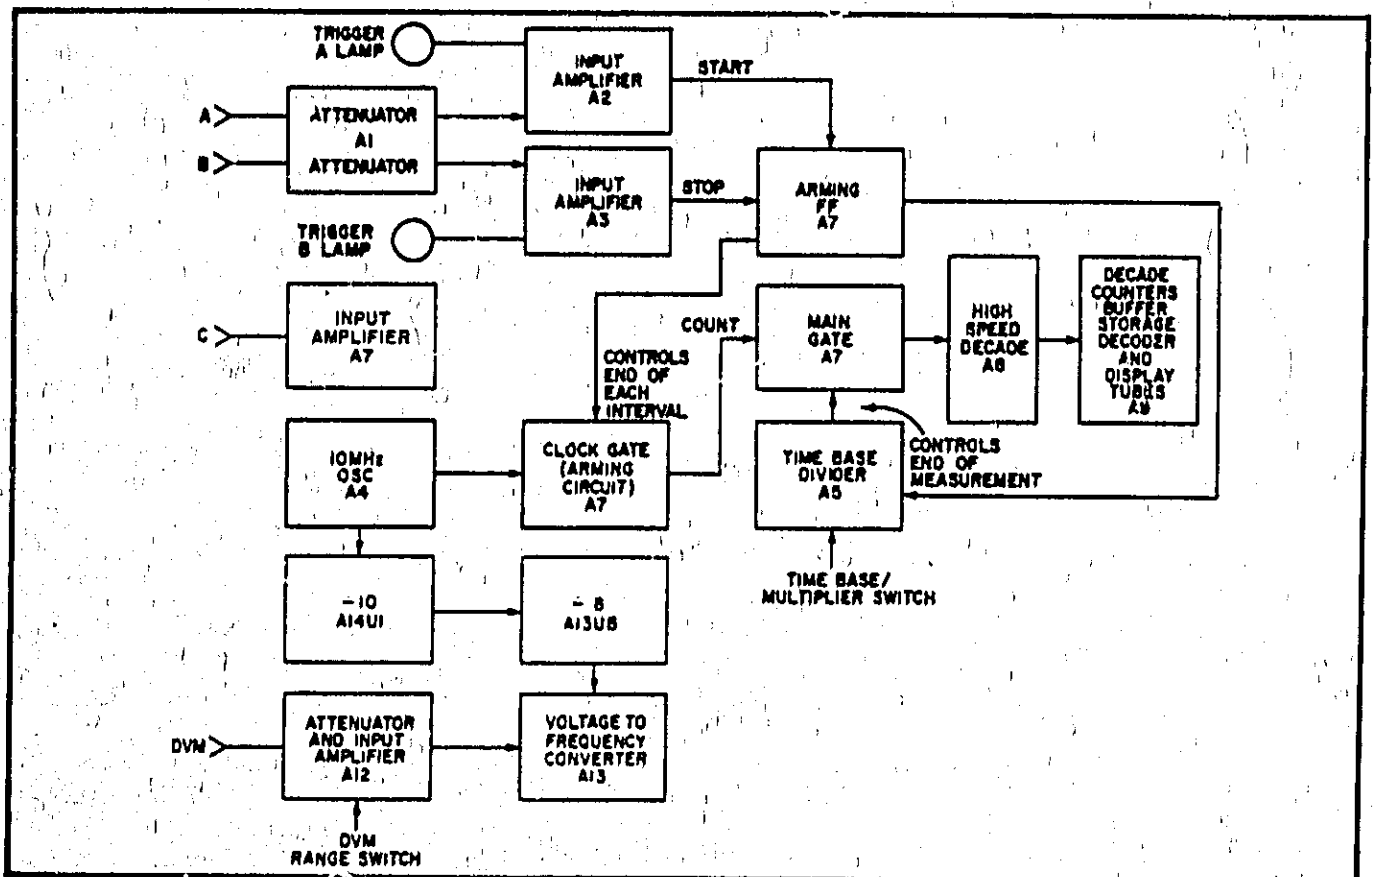 TRIGGER
A LAMP
INPUT
AMPLIFIER
A2
START
A
ATTENUATOR
A1
B
ATTENUATOR
INPUT
AMPLIFIER
A3
STOP
ARMING
FF
A7
TRIGGER
B LAMP
C
INPUT
AMPLIFIER
A7
COUNT
MAIN
GATE
A7
HIGH
SPEED
DECADE
A8
DECADE
COUNTERS
BUFFER
STORAGE
DECODER
AND
DISPLAY
TUBES
A9
CONTROLS
END OF
EACH
INTERVAL
10MHz
OSC
A4
CLOCK GATE
(ARMING
CIRCUIT)
A7
TIME BASE
DIVIDER
A5
CONTROLS
END OF
MEASUREMENT
-10
A14U1
- 8
A13U8
TIME BASE/
MULTIPLIER SWITCH
DVM
ATTENUATOR
AND INPUT
AMPLIFIER
A12
VOLTAGE TO
FREQUENCY
CONVERTER
A13
DVM
RANGE SWITCH